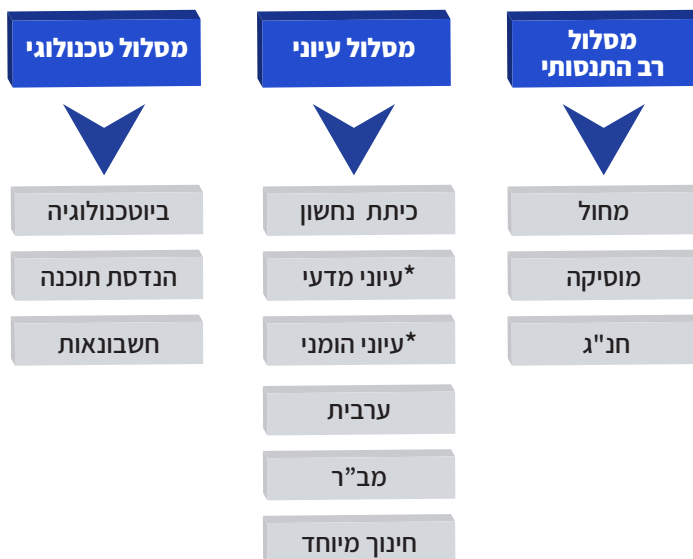 מסלול
רב התנסותי
מחול
מוסיקה
חנ"ג
מסלול עיוני
כיתת נחשון
*עיוני מדעי
*עיוני הומני
ערבית
מב”ר
חינוך מיוחד
מסלול טכנולוגי
ביוטכנולוגיה
הנדסת תוכנה
חשבונאות